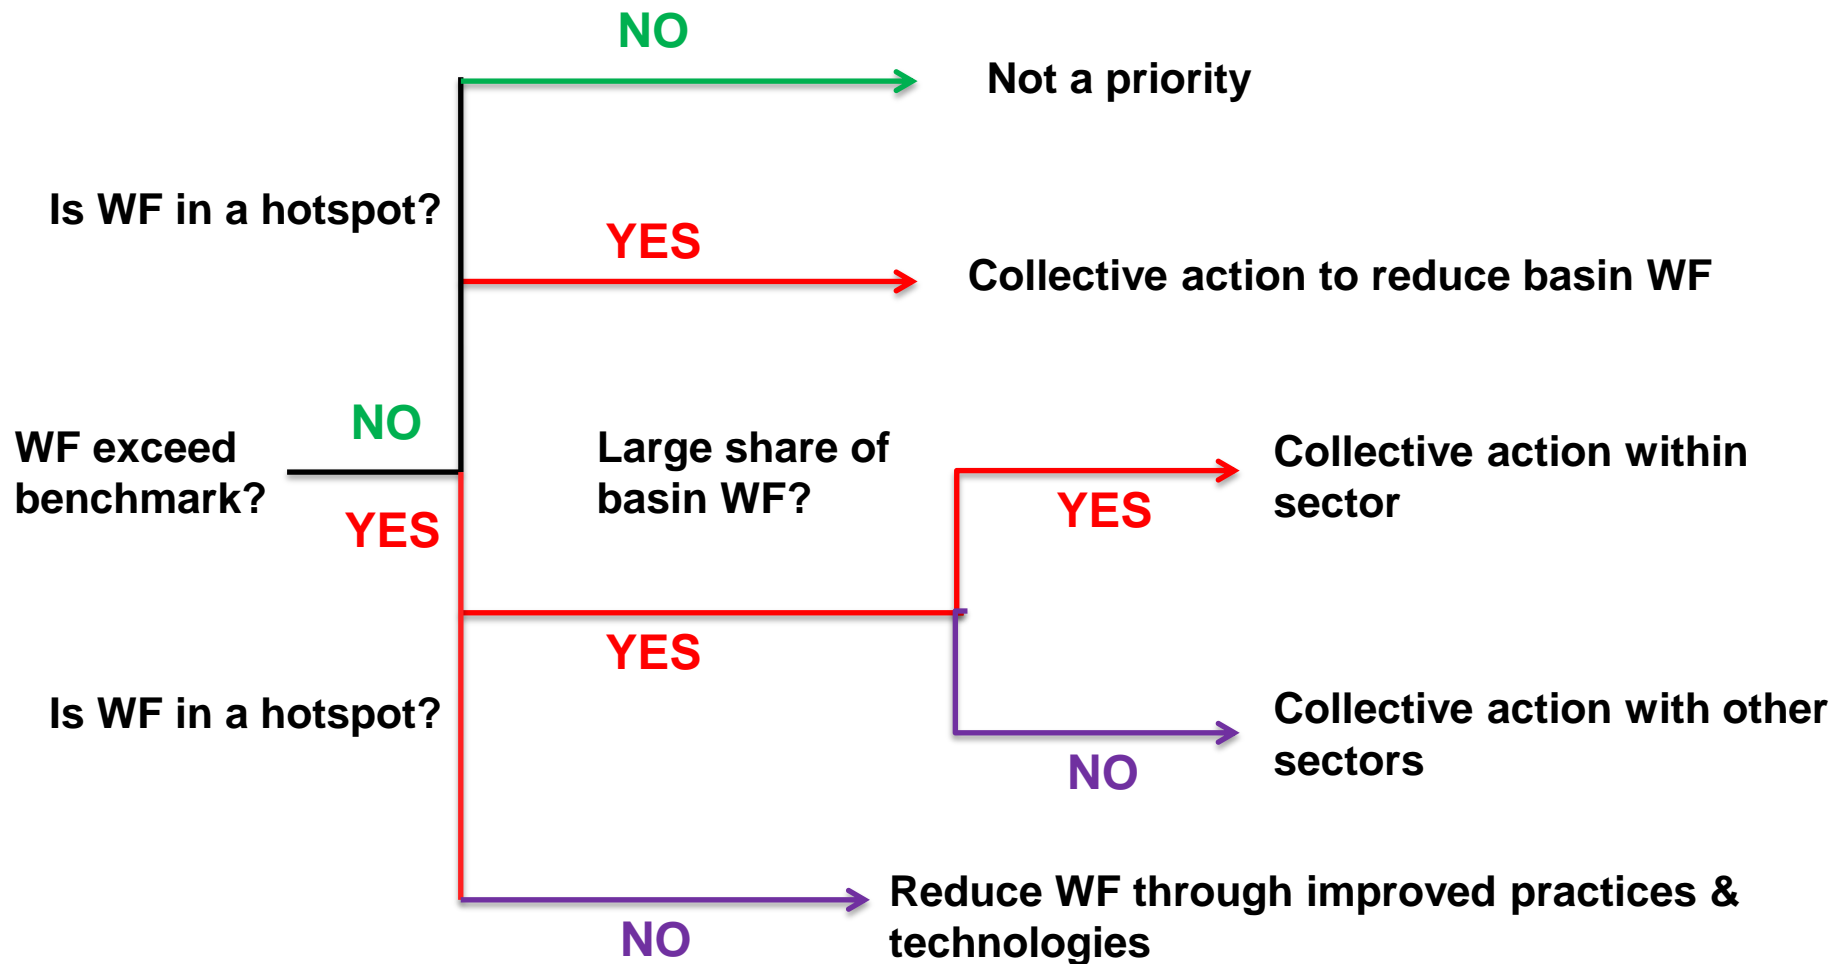 NO
Not a priority
Is WF in a hotspot?
YES
Collective action to reduce basin WF
NO
WF exceed
benchmark?
YES
Large share of
basin WF?
Collective action within
sector
YES
YES
Is WF in a hotspot?
Collective action with other
sectors
NO
Reduce WF through improved practices &
technologies
NO